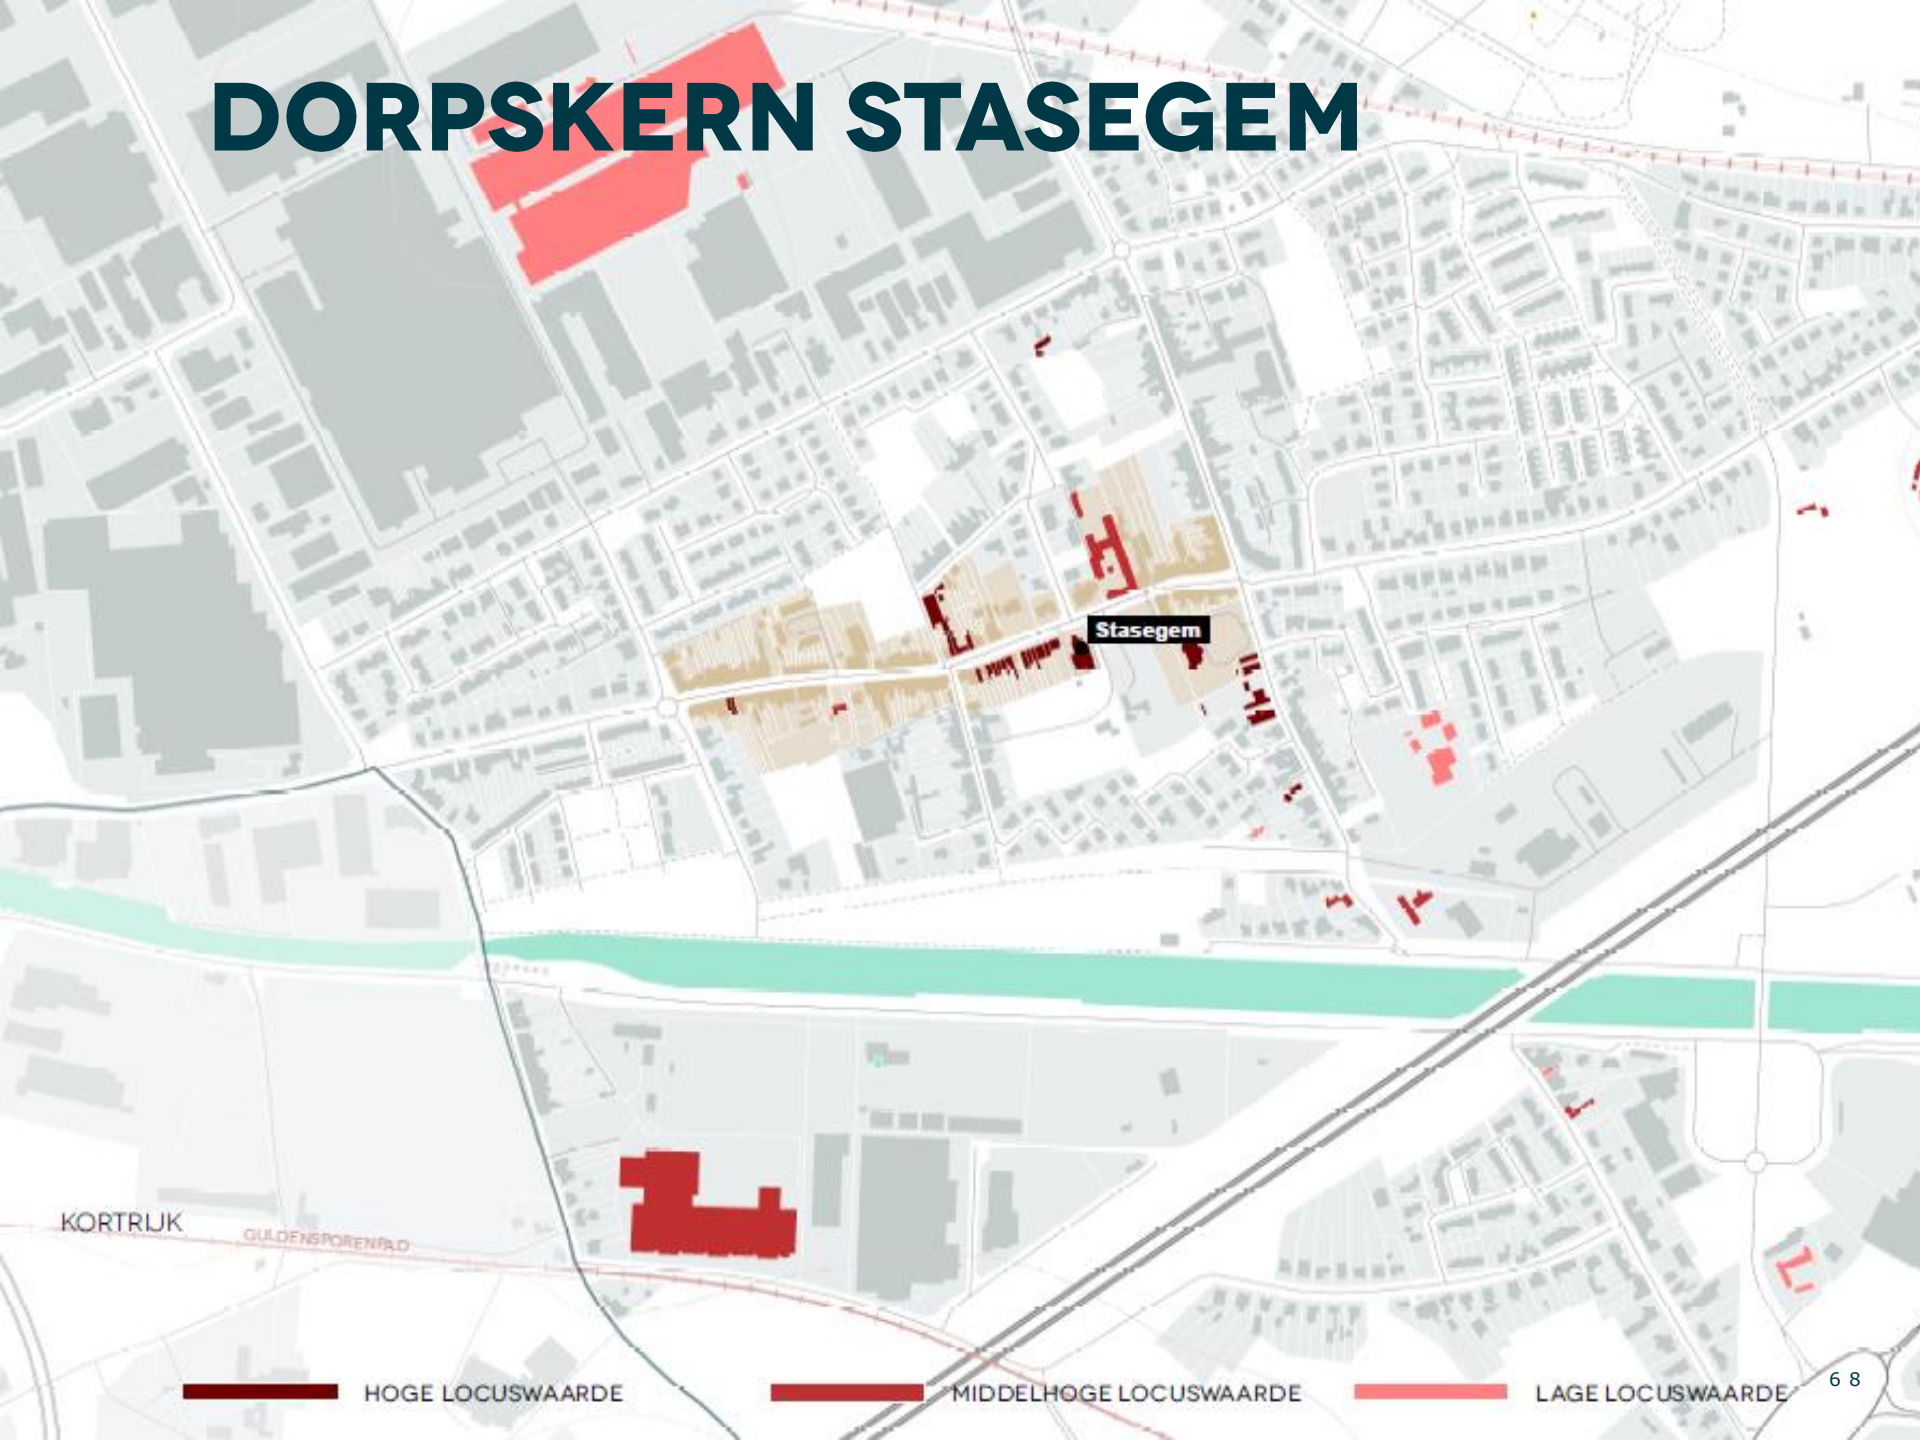 DORPSKERN STASEGEM
Stasegem
KORTRIJK
GULDENSPORENPAD
HOGE LOCUSWAARDE
MIDDELHOGE LOCUSWAARDE
LAGE LOCUSWAARDE
68